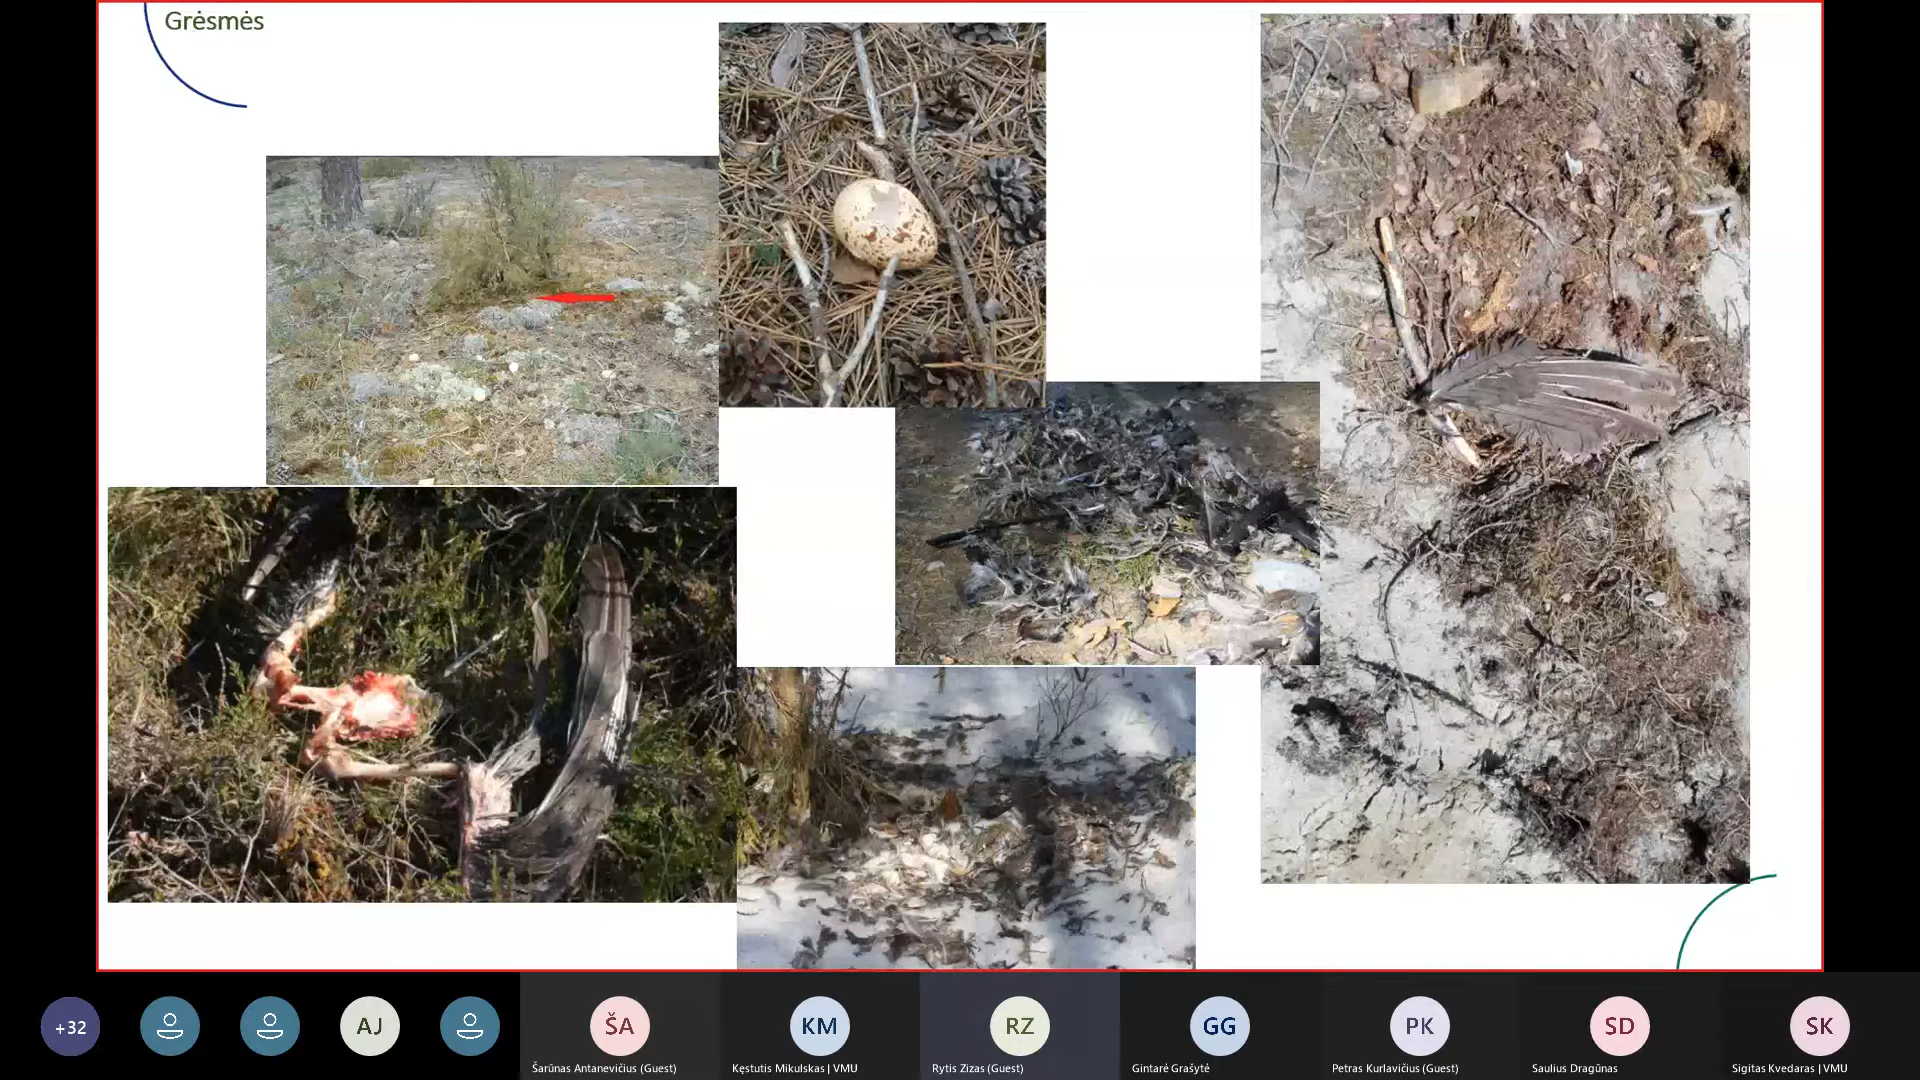 Grėsmės
+32
AJ
ŠA
KM
RZ
GG
PK
SD
SK
Šarūnas Antanevičius (Guest)
Kęstutis Mikulskas | VMU
Rytis Zizas (Guest)
Gintarė Grašytė
Petras Kurlavičius (Guest)
Saulius Dragūnas
Sigitas Kvedaras | VMU